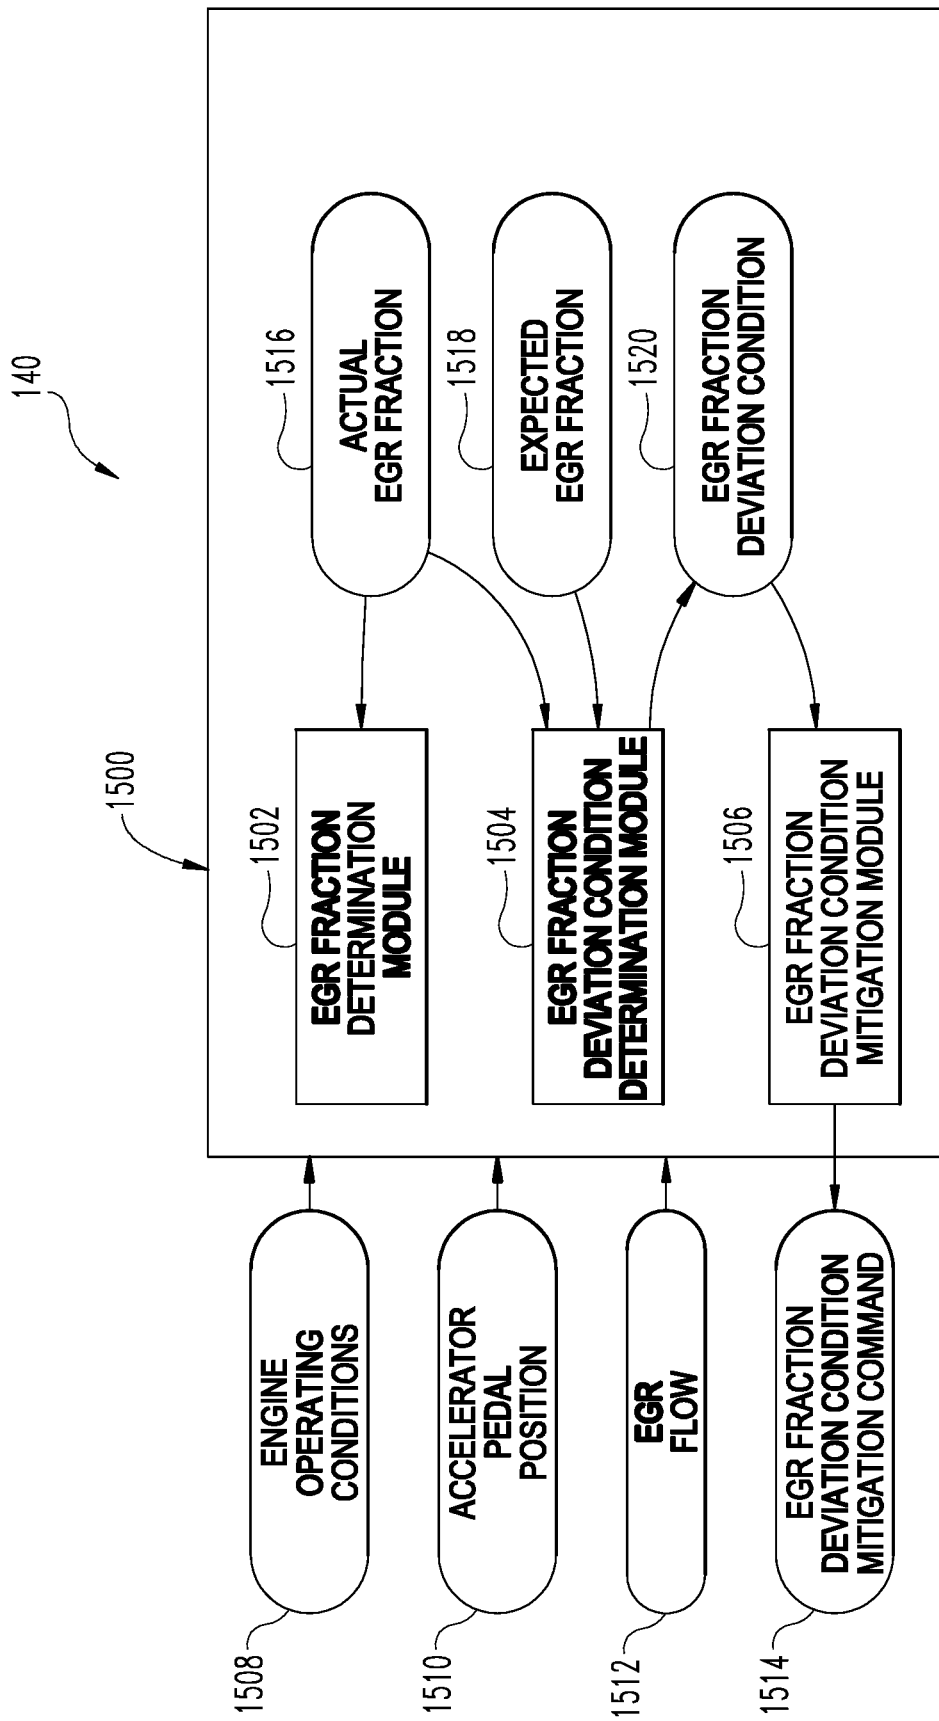 140
1500
1508
ENGINE
OPERATING
CONDITIONS
1510
ACCELERATOR
PEDAL
POSITION
1512
EGR
FLOW
1514
EGR FRACTION
DEVIATION CONDITION
MITIGATION COMMAND
1502
EGR FRACTION
DETERMINATION
MODULE
1504
EGR FRACTION
DEVIATION CONDITION
DETERMINATION MODULE
1506
EGR FRACTION
DEVIATION CONDITION
MITIGATION MODULE
1516
ACTUAL
EGR FRACTION
1518
EXPECTED
EGR FRACTION
1520
EGR FRACTION
DEVIATION CONDITION